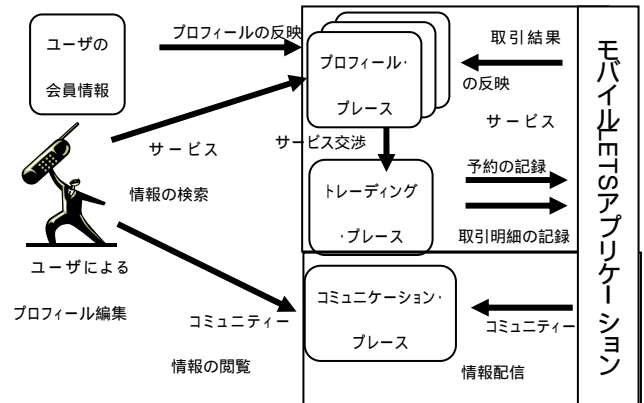 ユーザの
会員情報
プロフィールの反映
プロフィール・
プレース
取引結果
の反映
サービス
サービス
情報の検索
サービス交渉
トレーディング
・プレース
予約の記録
取引明細の記録
ユーザによる
プロフィール編集
コミュニティー
情報の閲覧
コミュニケーション・
プレース
コミュニティー
情報配信
モバイルLETSアプリケーション